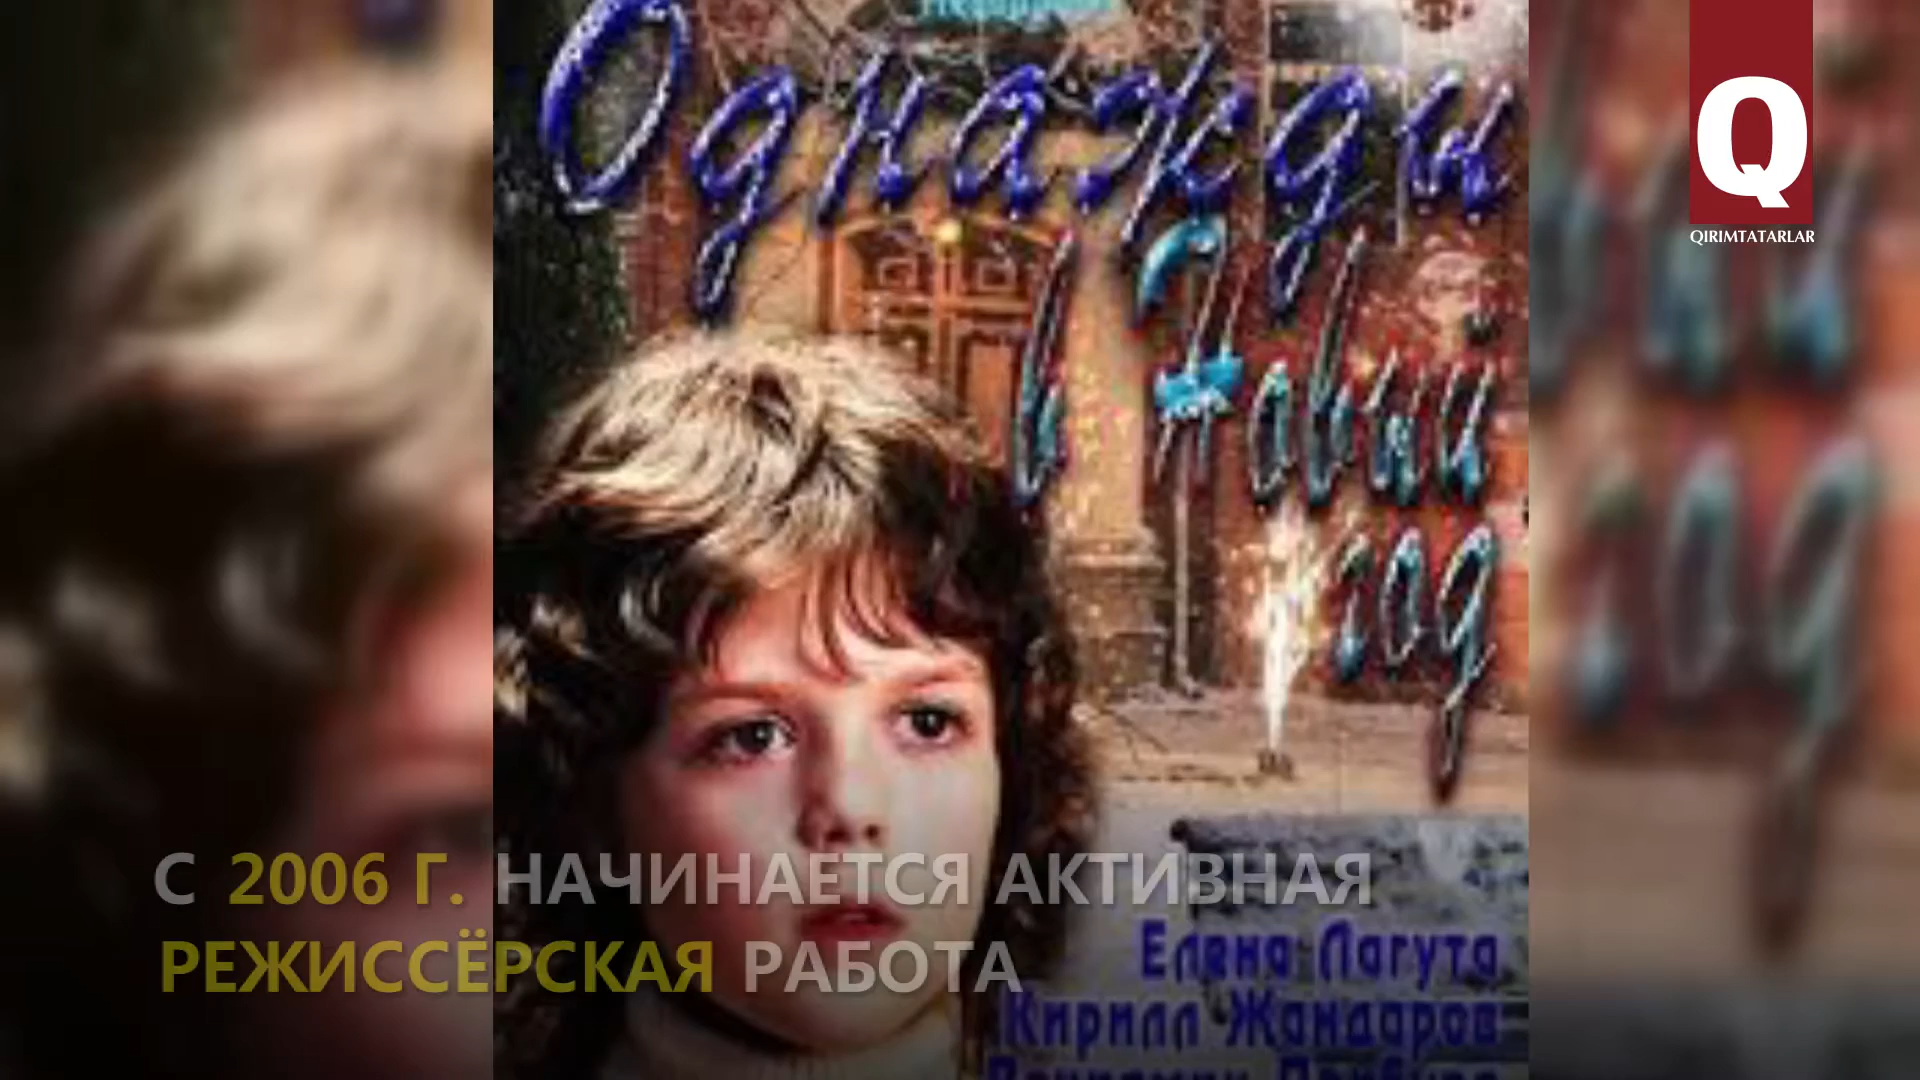 Однажды
в Новый
год
Q
QIRIMTATARLAR
С 2006 Г. НАЧИНАЕТСЯ АКТИВНАЯ
РЕЖИССЁРСКАЯ РАБОТА
Елена Лагута
Кирилл Жандаров